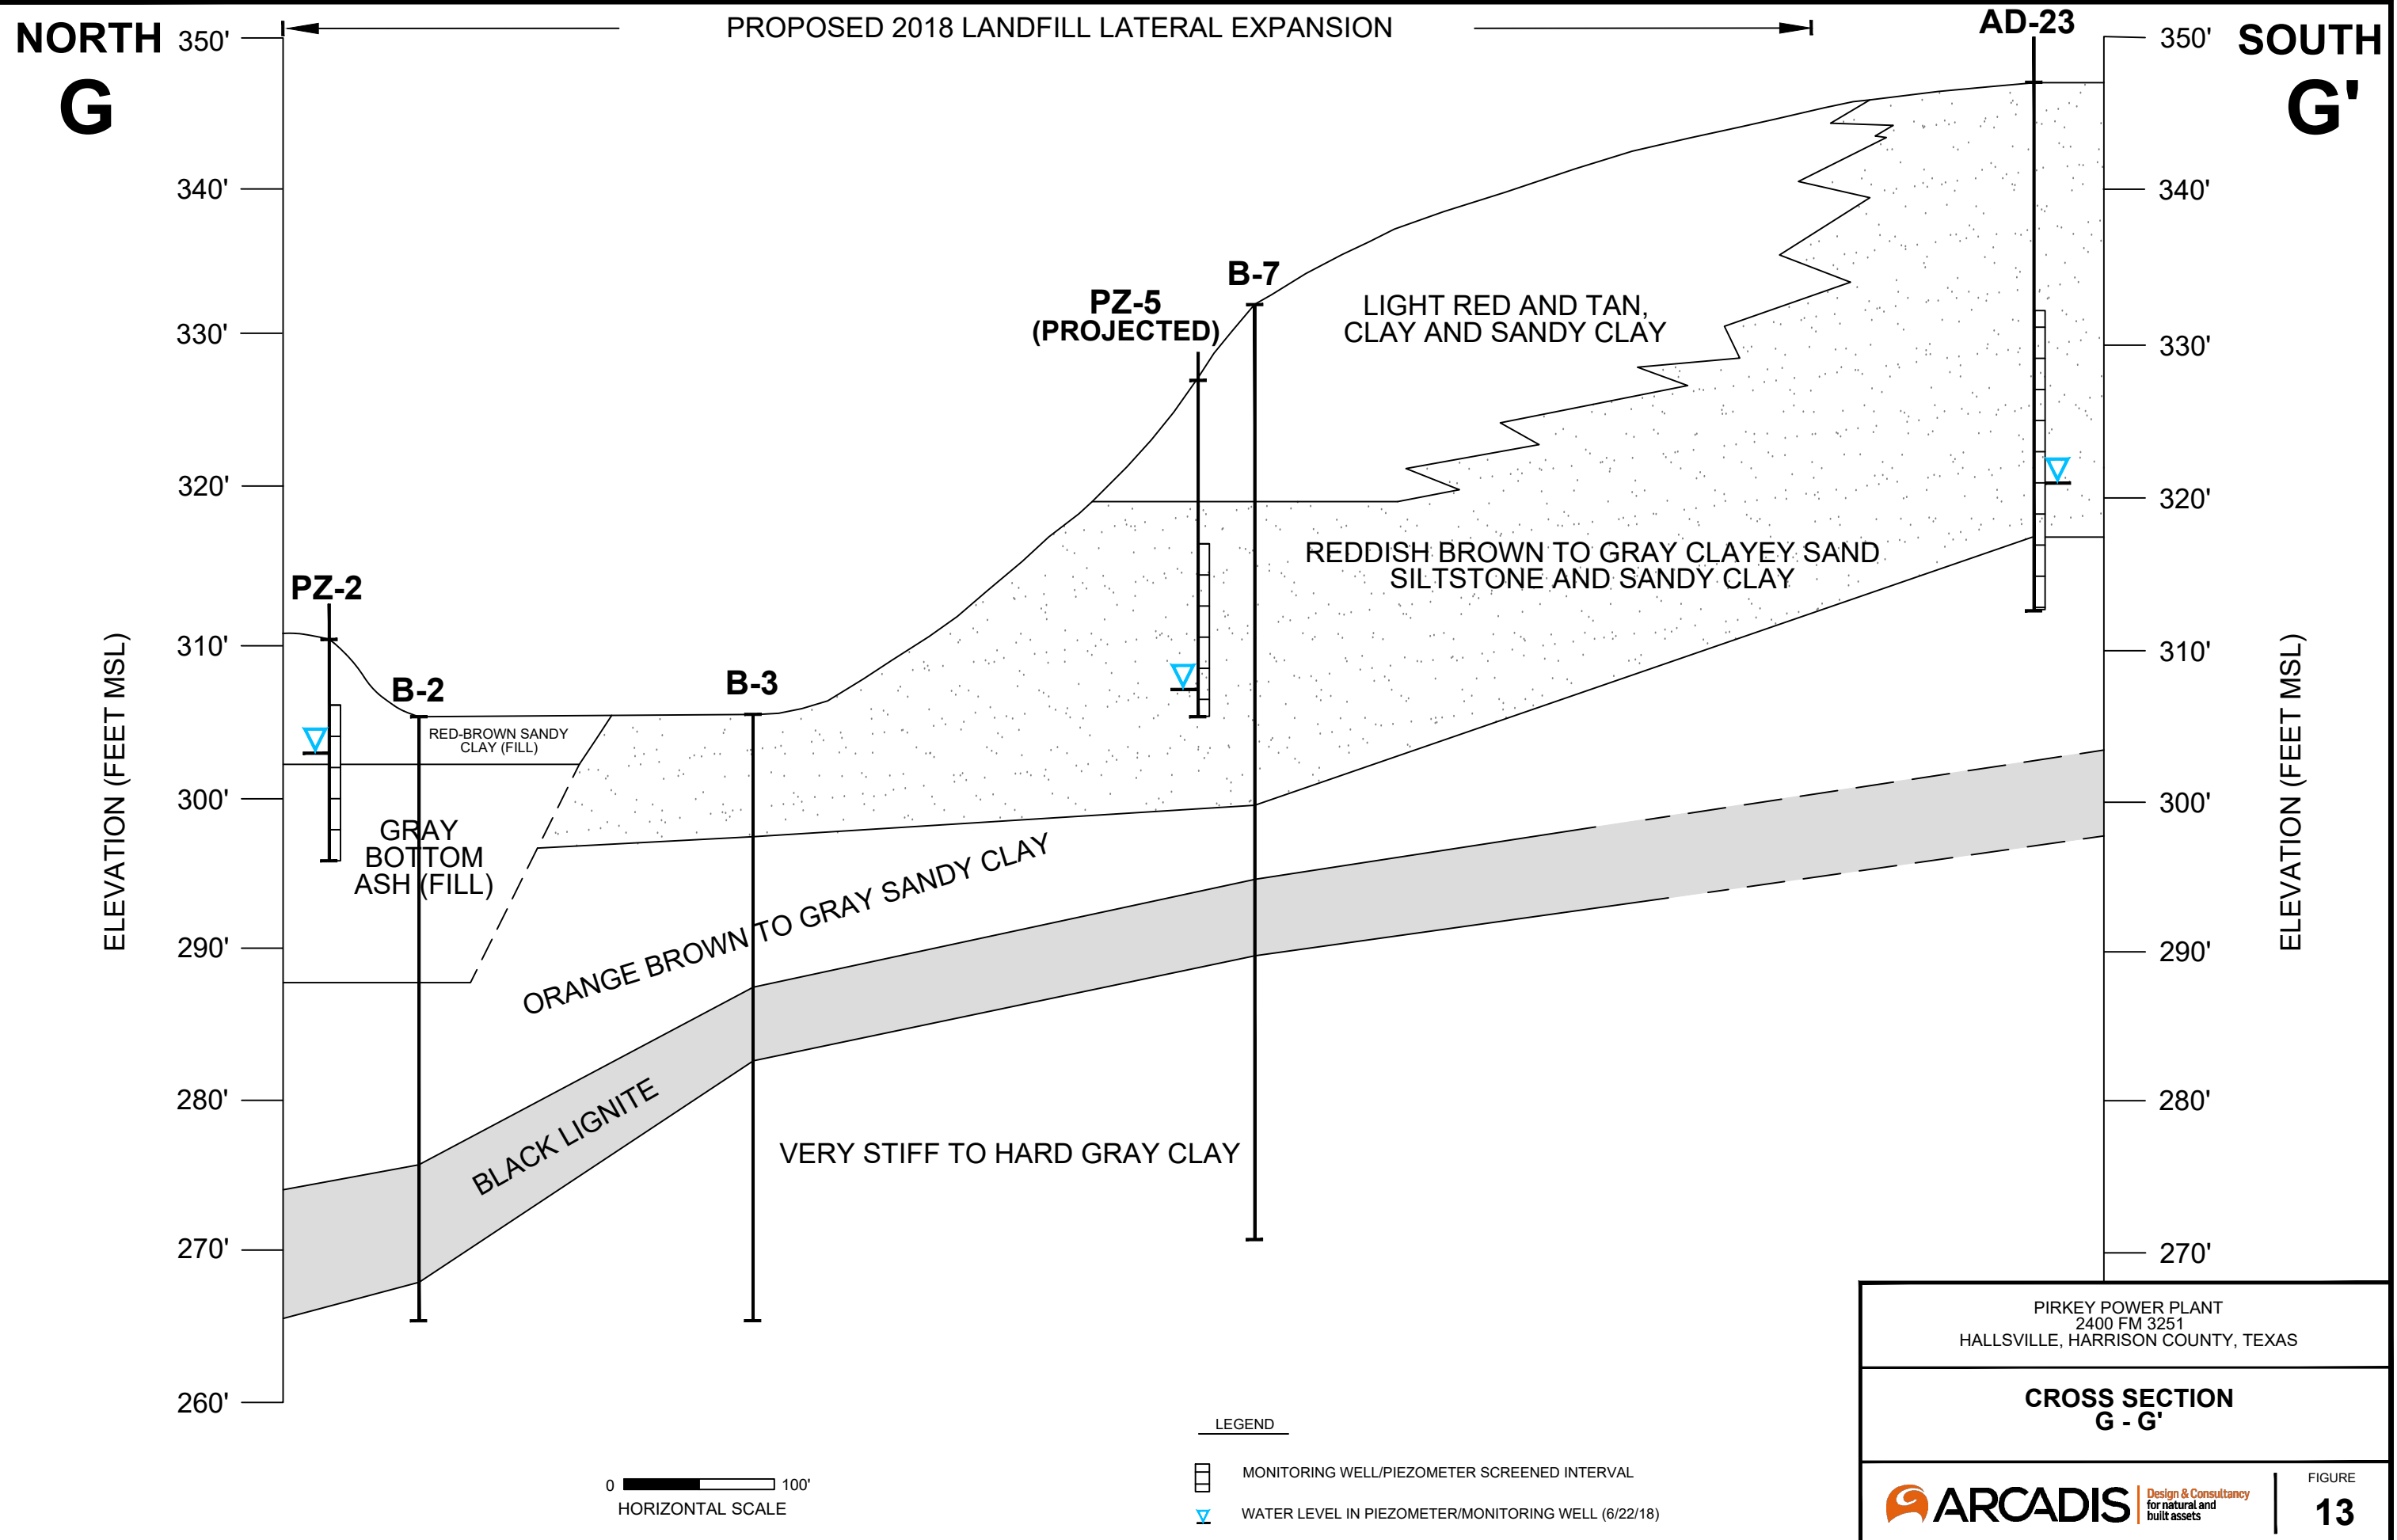 NORTH
G
PROPOSED 2018 LANDFILL LATERAL EXPANSION
AD-23
SOUTH
G'
350'
340'
330'
320'
310'
300'
290'
280'
270'
260'
ELEVATION (FEET MSL)
350'
340'
330'
320'
310'
300'
290'
280'
270'
ELEVATION (FEET MSL)
B-7
PZ-5
(PROJECTED)
LIGHT RED AND TAN,
CLAY AND SANDY CLAY
REDDISH BROWN TO GRAY CLAYEY SAND
SILTSTONE AND SANDY CLAY
PZ-2
B-2
B-3
RED-BROWN SANDY
CLAY (FILL)
GRAY
BOTTOM
ASH (FILL)
ORANGE BROWN TO GRAY SANDY CLAY
BLACK LIGNITE
VERY STIFF TO HARD GRAY CLAY
0 100'
HORIZONTAL SCALE
LEGEND
MONITORING WELL/PIEZOMETER SCREENED INTERVAL
WATER LEVEL IN PIEZOMETER/MONITORING WELL (6/22/18)
PIRKEY POWER PLANT
2400 FM 3251
HALLSVILLE, HARRISON COUNTY, TEXAS
CROSS SECTION
G - G'
ARCADIS
Design & Consultancy
for natural and
built assets
FIGURE
13